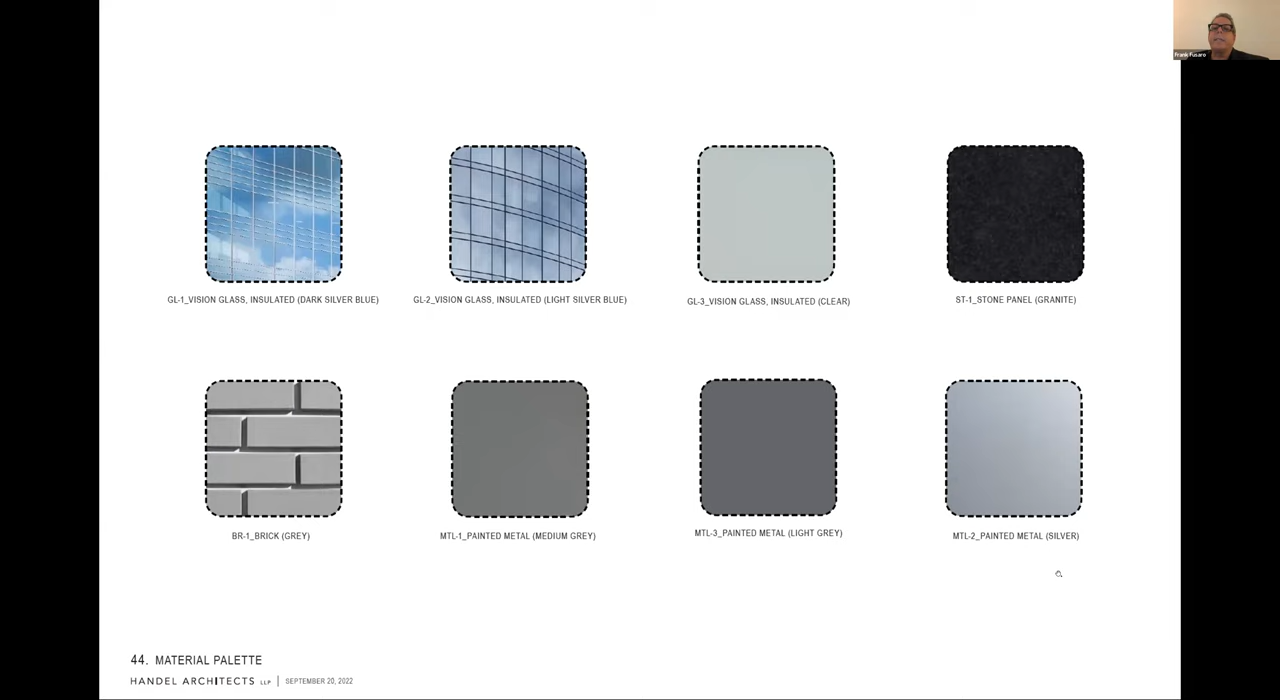 Frank Fusaro
GL-1_VISION GLASS, INSULATED (DARK SILVER BLUE)
GL-2_VISION GLASS, INSULATED (LIGHT SILVER BLUE)
GL-3_VISION GLASS, INSULATED (CLEAR)
ST-1_STONE PANEL (GRANITE)
BR-1_BRICK (GREY)
MTL-1_PAINTED METAL (MEDIUM GREY)
MTL-3_PAINTED METAL (LIGHT GREY)
MTL-2_PAINTED METAL (SILVER)
44. MATERIAL PALETTE
HANDEL ARCHITECTS LLP | SEPTEMBER 20, 2022